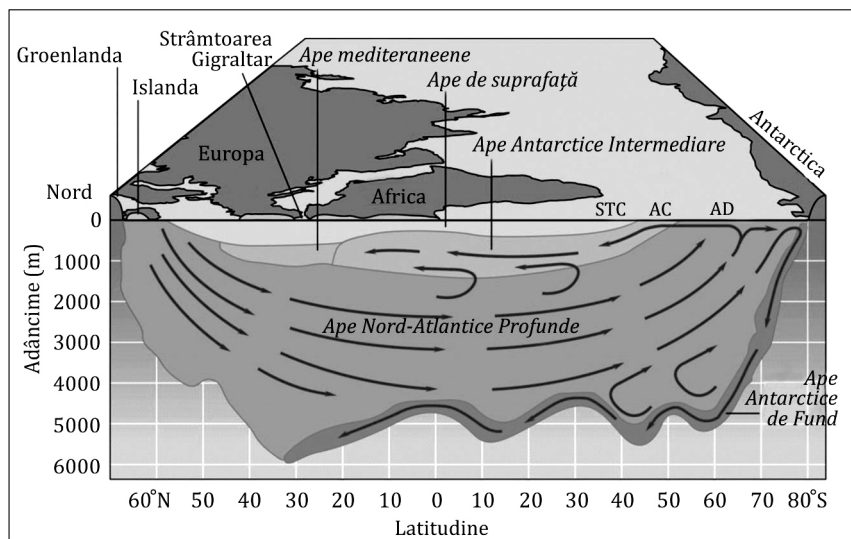 Groenlanda
Strâmtoarea
Gigraltar
Islanda
Ape mediteraneene
Ape de suprafață
Ape Antarctice Intermediare
Europa
Africa
Antarctica
Nord
STC AC AD
0
1000
2000
3000
4000
5000
6000
Adâncime (m)
Ape Nord-Atlantice Profunde
Ape
Antarctice
de Fund
60°N 50 40 30 20 10 0 10 20 30 40 50 60 70 80°S
Latitudine